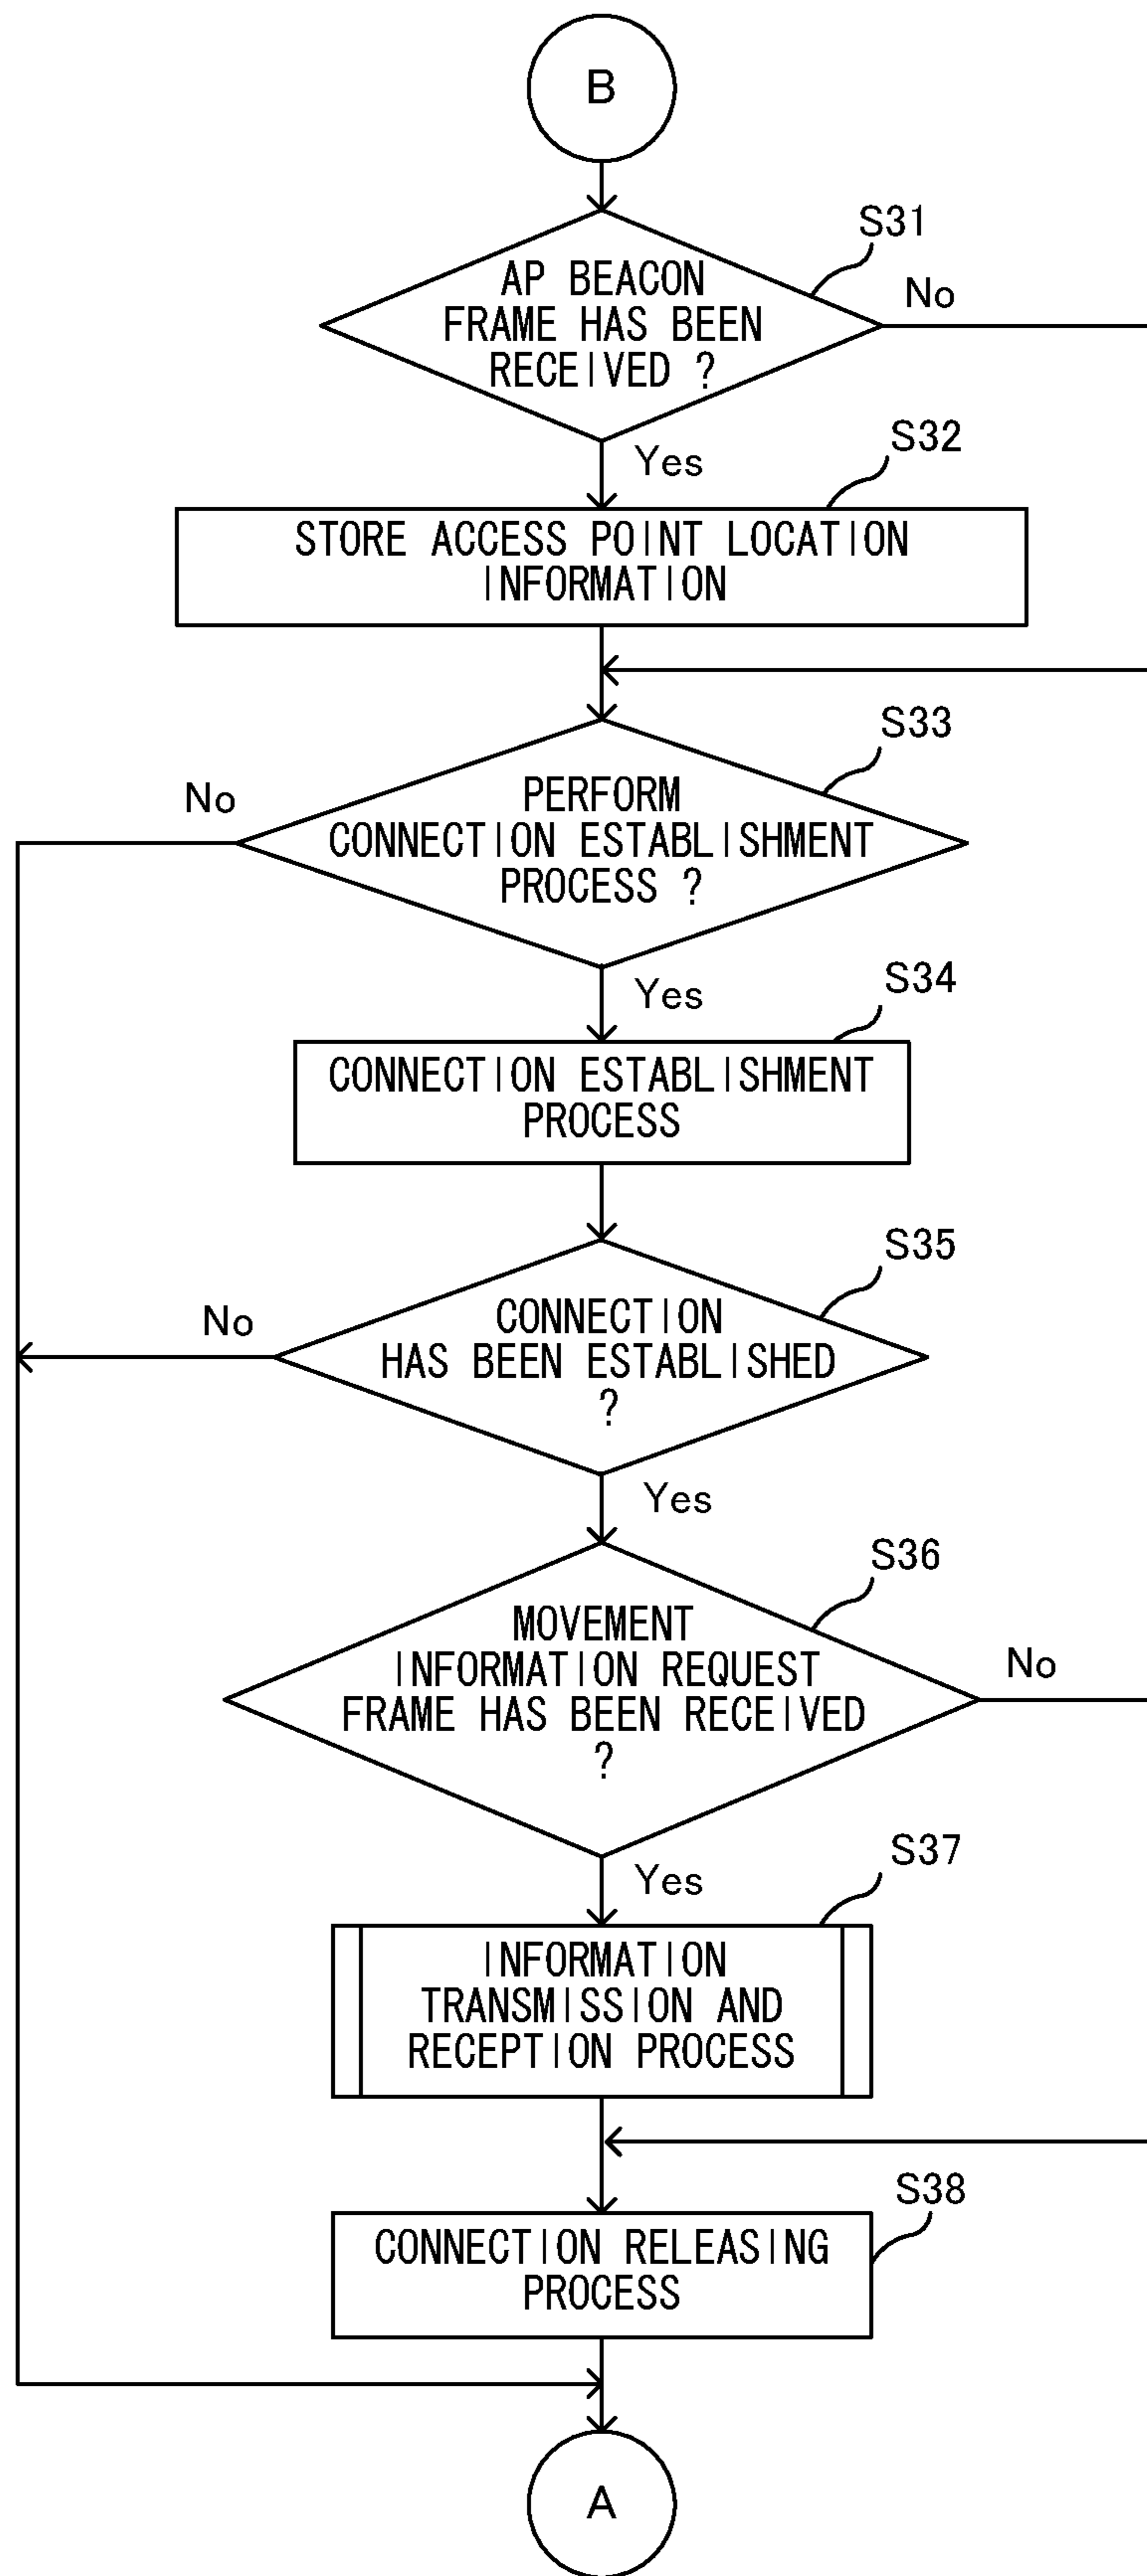 B
S31
AP BEACON
FRAME HAS BEEN
RECEIVED ?
No
Yes
S32
STORE ACCESS POINT LOCATION
INFORMATION
S33
No
PERFORM
CONNECTION ESTABLISHMENT
PROCESS ?
Yes
S34
CONNECTION ESTABLISHMENT
PROCESS
S35
No
CONNECTION
HAS BEEN ESTABLISHED
?
Yes
S36
MOVEMENT
INFORMATION REQUEST
FRAME HAS BEEN RECEIVED
?
No
Yes
S37
INFORMATION
TRANSMISSION AND
RECEPTION PROCESS
S38
CONNECTION RELEASING
PROCESS
A